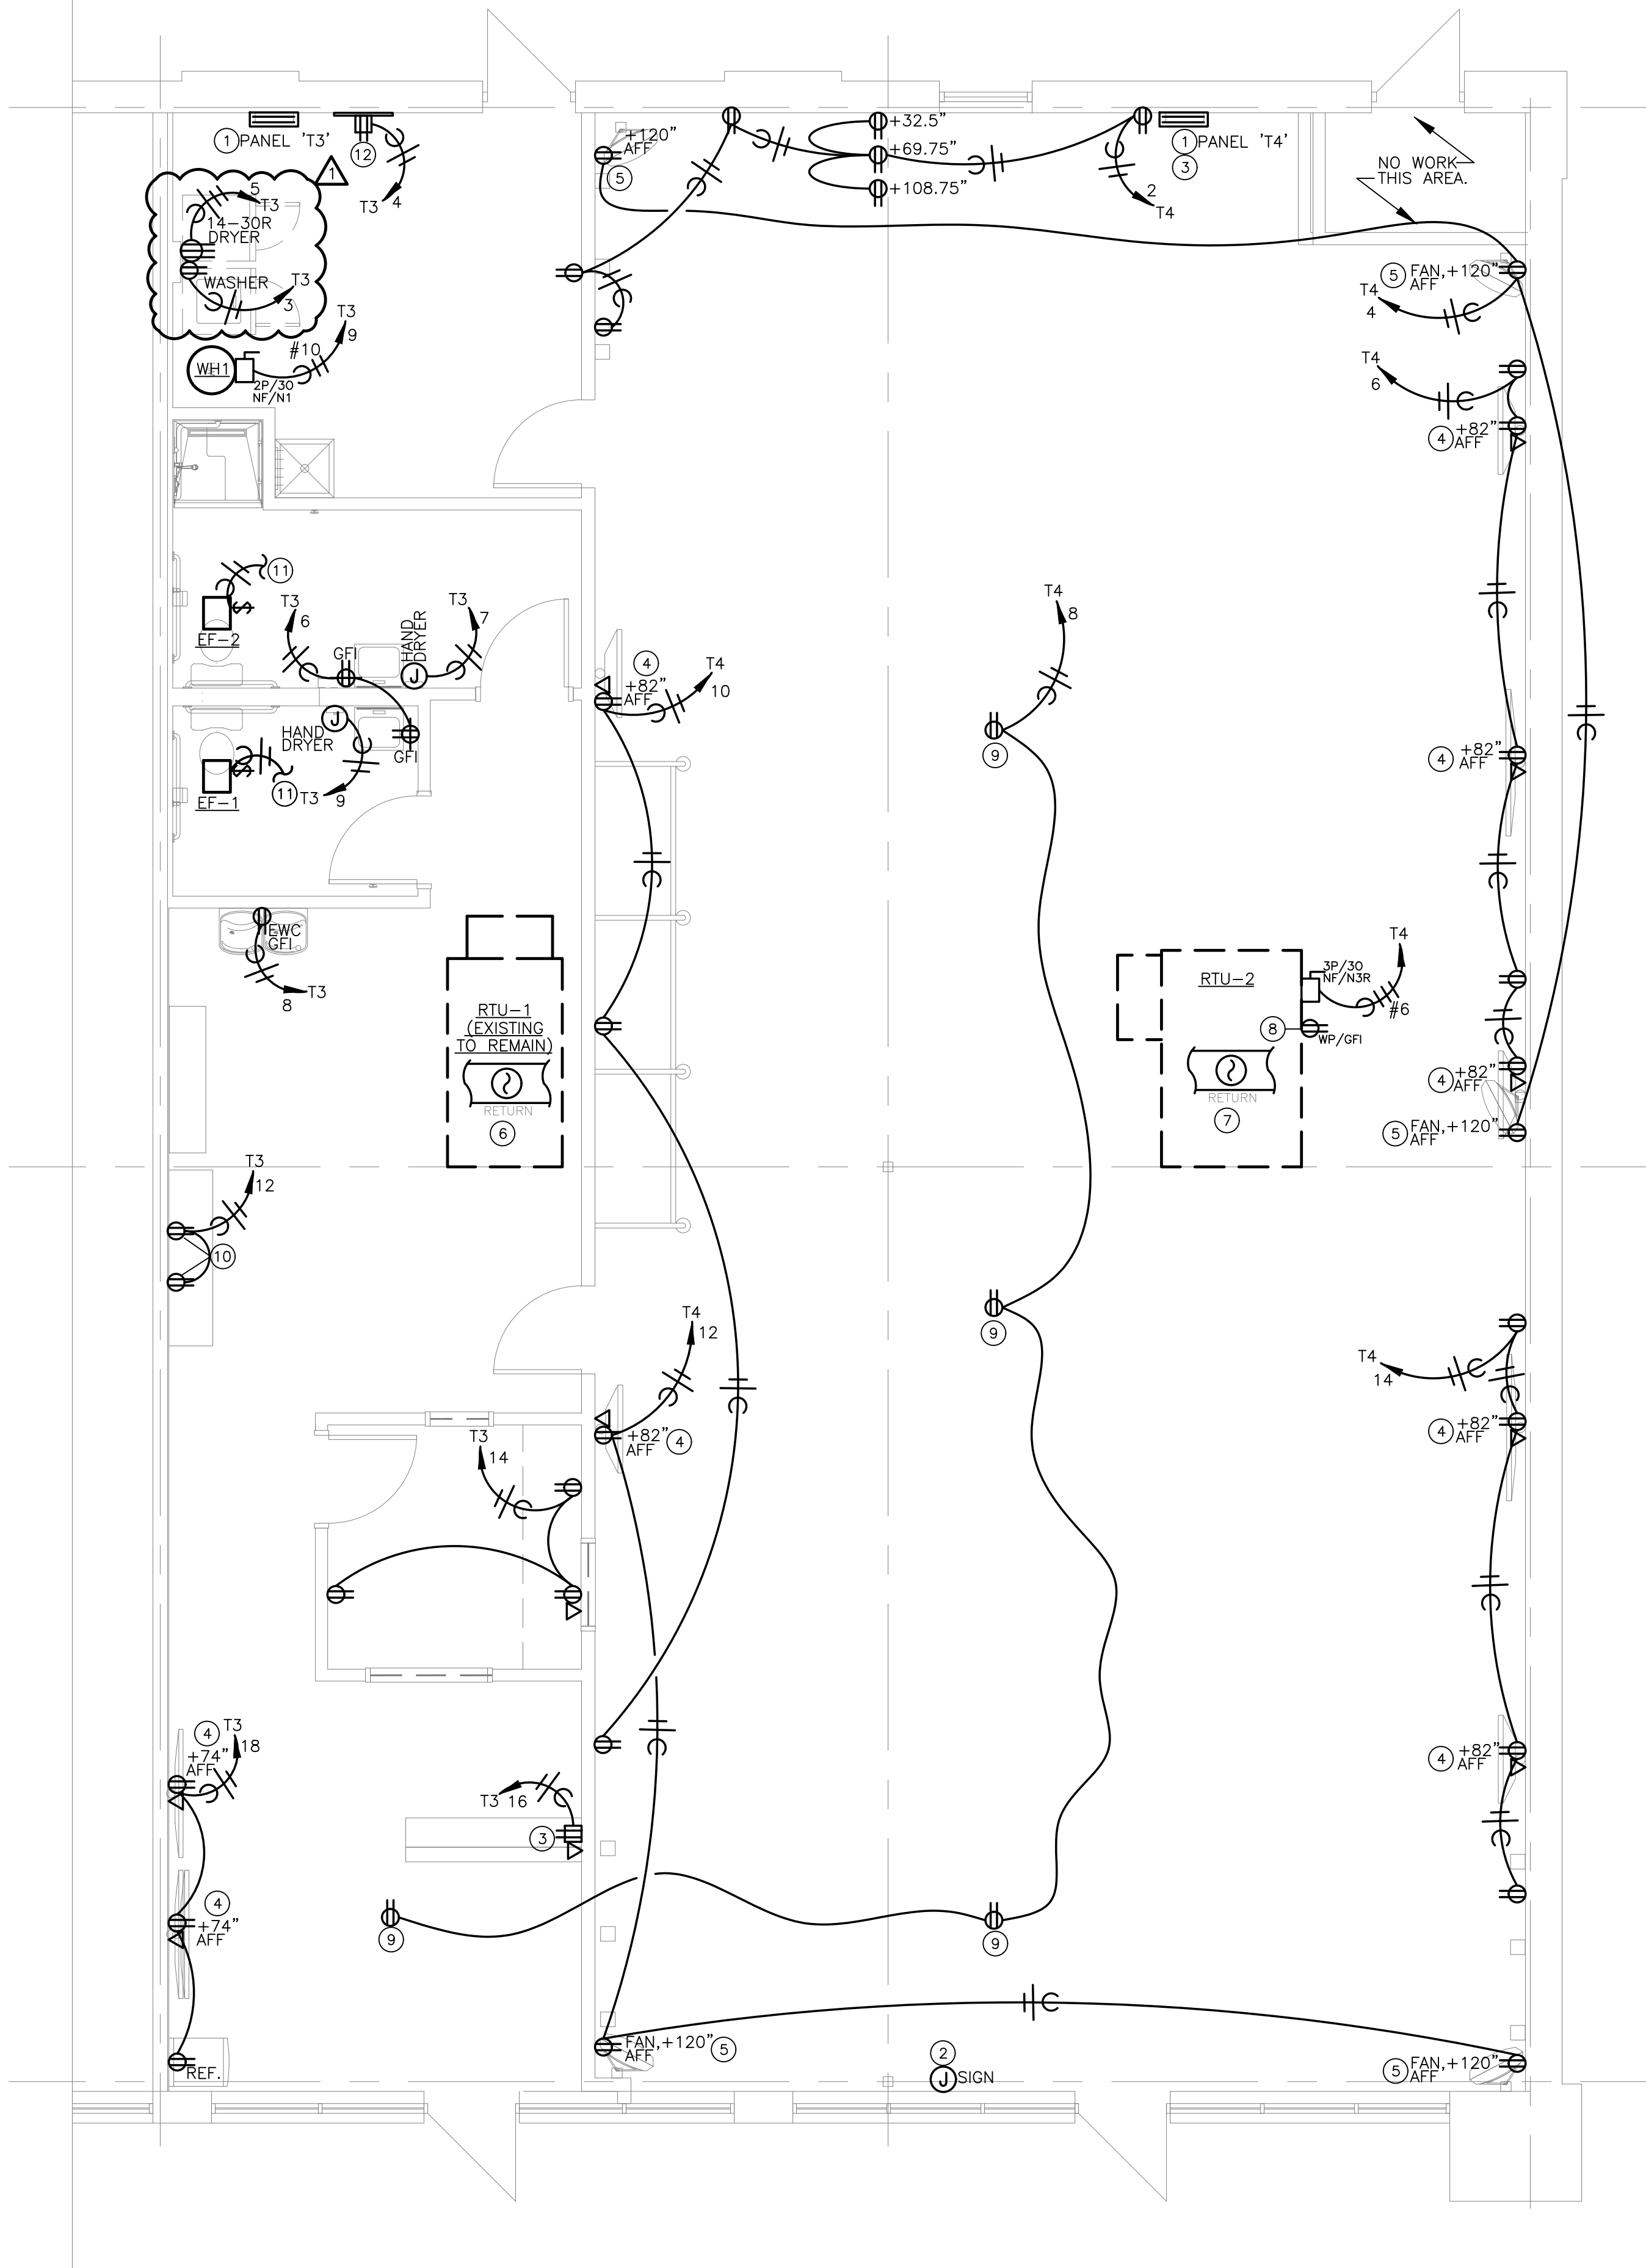 +120”
AFF
5
+32.5”
+69.75”
+108.75”
1 PANEL 'T3'
12
T3 4
1
1 PANEL 'T4'
3
2
T4
NO WORK
THIS AREA.
5
T3
14-30R
DRYER
WASHER
T3
3
T3
9
#10
WH1
2P/30
NF/N1
5 FAN,+120”
AFF
T4
4
T4
6
4 +82”
AFF
11
EF-2
T3
6
GFI
HAND
DRYER
T3
7
4
+82”
AFF
T4
10
T4
8
9
HAND
DRYER
GFI
EF-1
11
T3
9
4 +82”
AFF
EWC
GFI
T3
8
RTU-1
(EXISTING
TO REMAIN)
RETURN
6
RTU-2
3P/30
NF/N3R
T4
#6
8
WP/GFI
RETURN
7
4 +82”
AFF
5 FAN,+120”
AFF
T3
12
10
T4
12
9
T4
14
+82” 4
AFF
4 +82”
AFF
T3
14
4
+74”
AFF
T3
18
T3 16
3
4 +82”
AFF
4
+74”
AFF
9
9
REF.
FAN,+120” 5
AFF
2
J SIGN
5 FAN,+120”
AFF
J
J